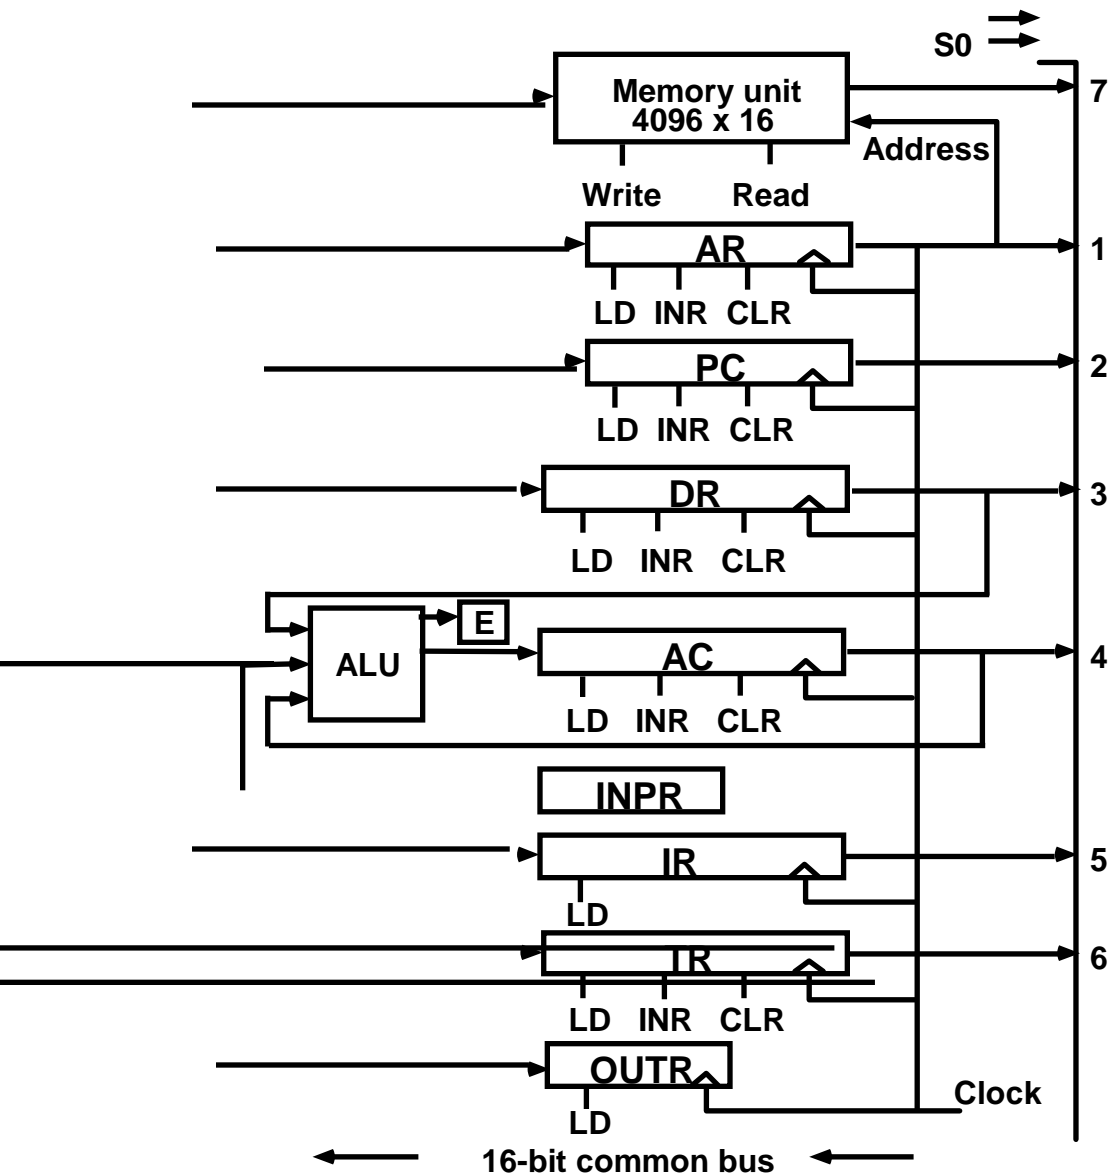 S0
Memory unit
4096 x 16
7
Address
Write Read
AR
1
LD INR CLR
PC
2
LD INR CLR
DR
3
LD INR CLR
E
ALU
AC
4
LD INR CLR
INPR
IR
5
LD
TR
6
LD INR CLR
OUTR
Clock
LD
16-bit common bus